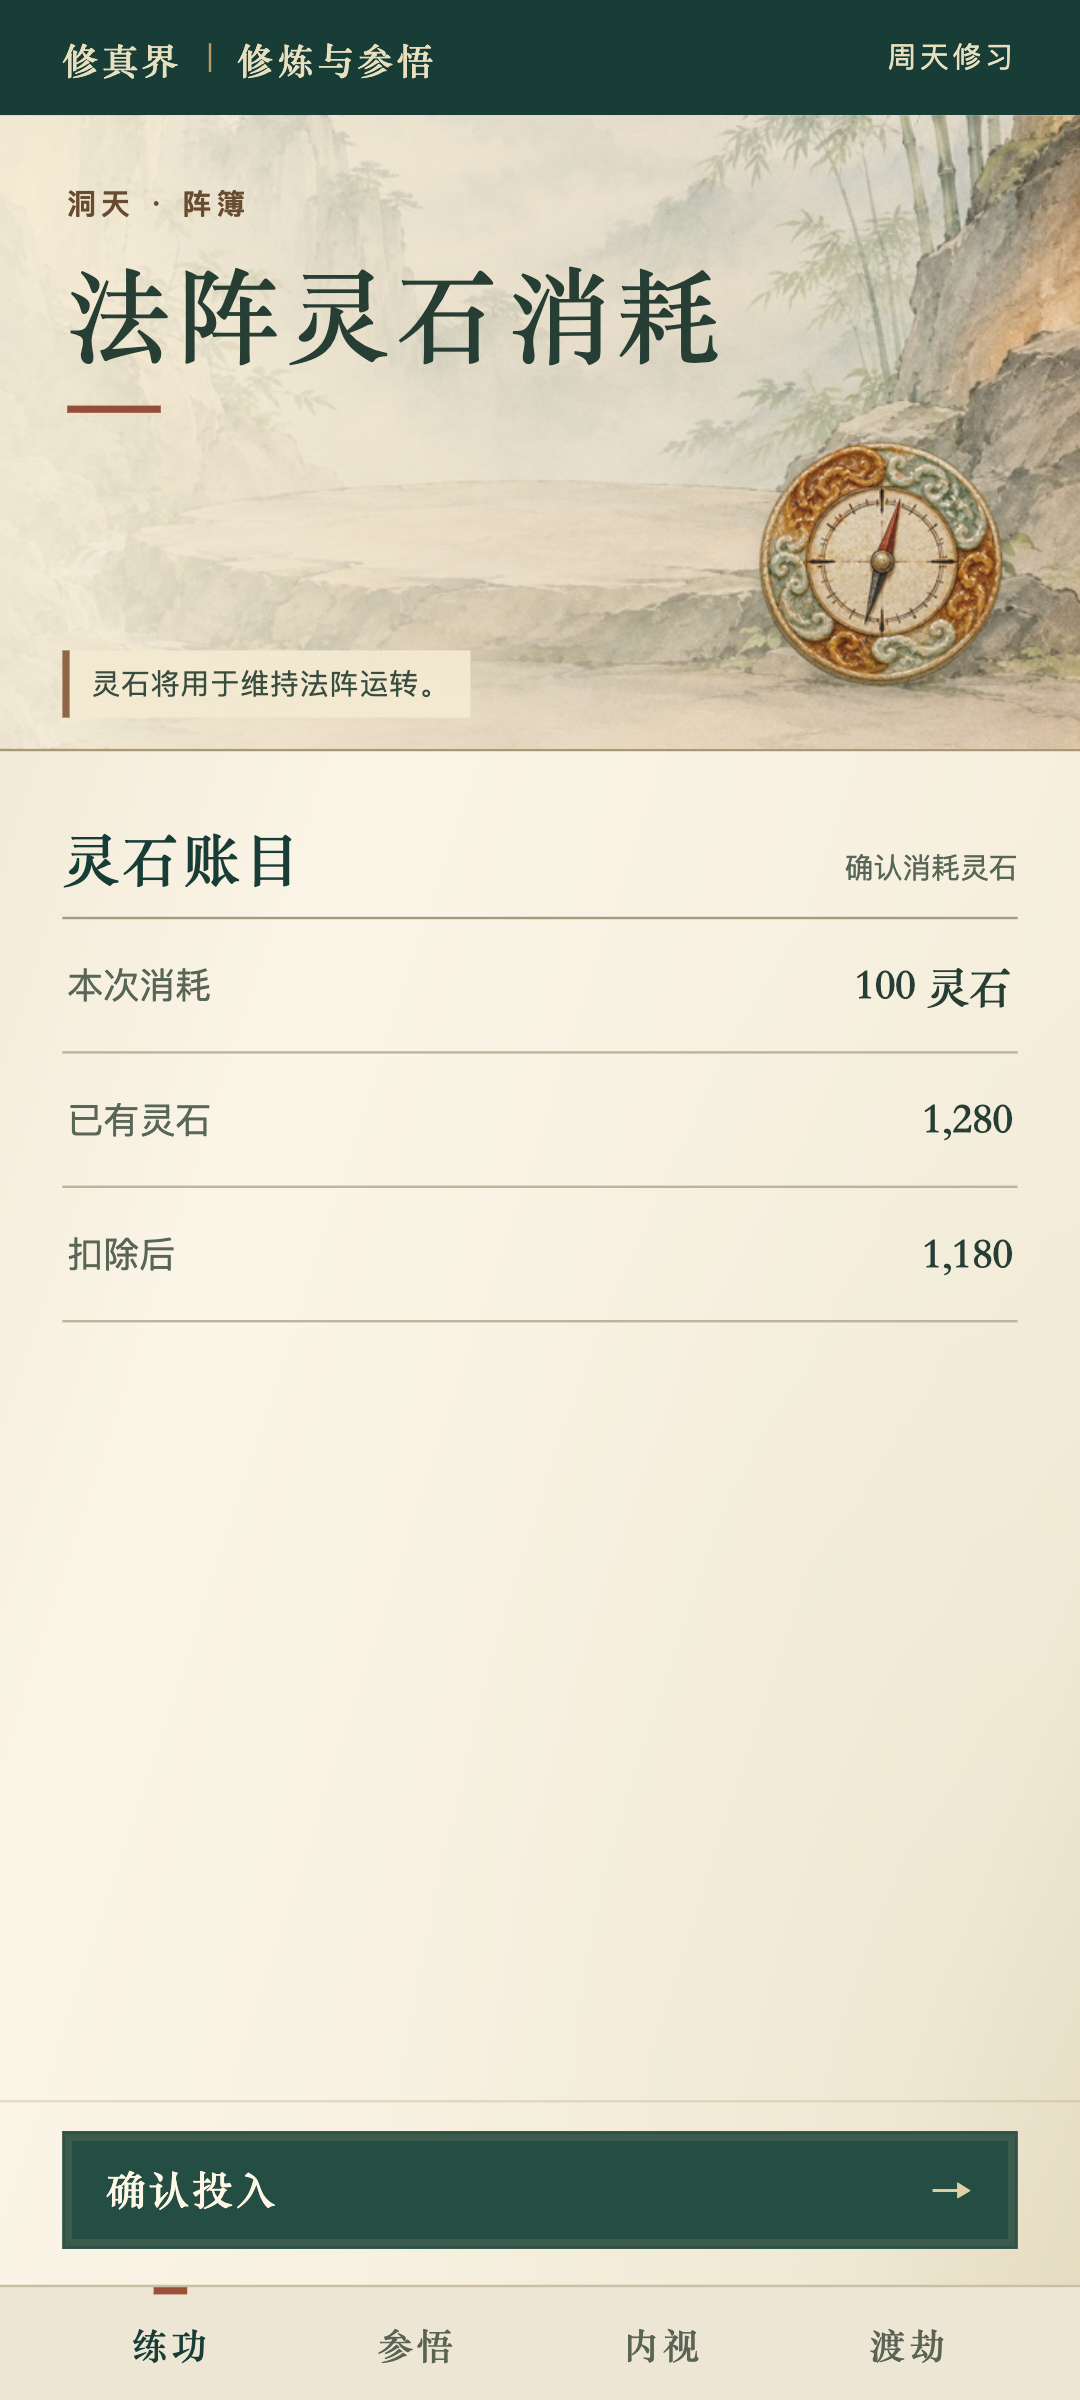 修真界 | 修炼与参悟 周天修习
洞天 · 阵簿
法阵灵石消耗
灵石将用于维持法阵运转。
灵石账目 确认消耗灵石
本次消耗 100 灵石
已有灵石 1,280
扣除后 1,180
确认投入 →
练功 参悟 内视 渡劫